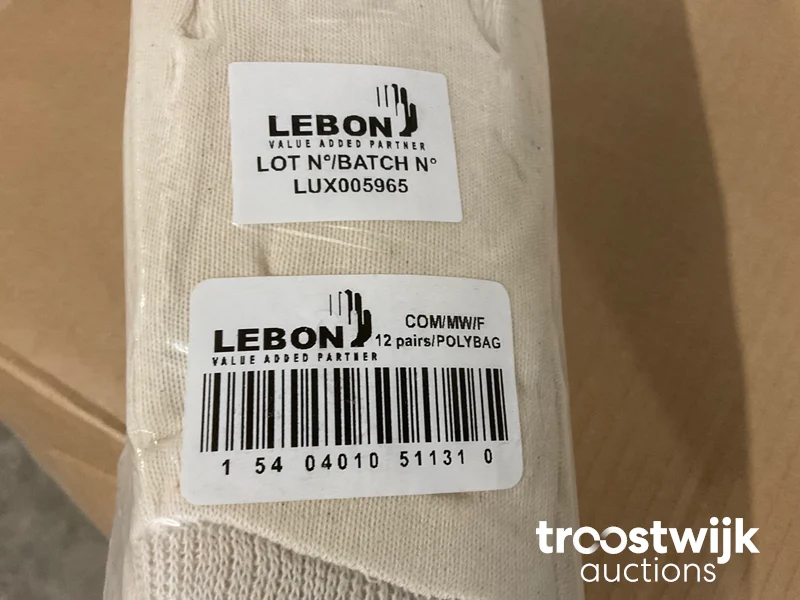 LEBON
VALUE ADDED PARTNER
LOT N°/BATCH N°
LUX005965
LEBON
VALUE ADDED PARTNER
COM/MW/F
12 pairs/POLYBAG
1 54 04010 51131 0
troostwijk
auctions